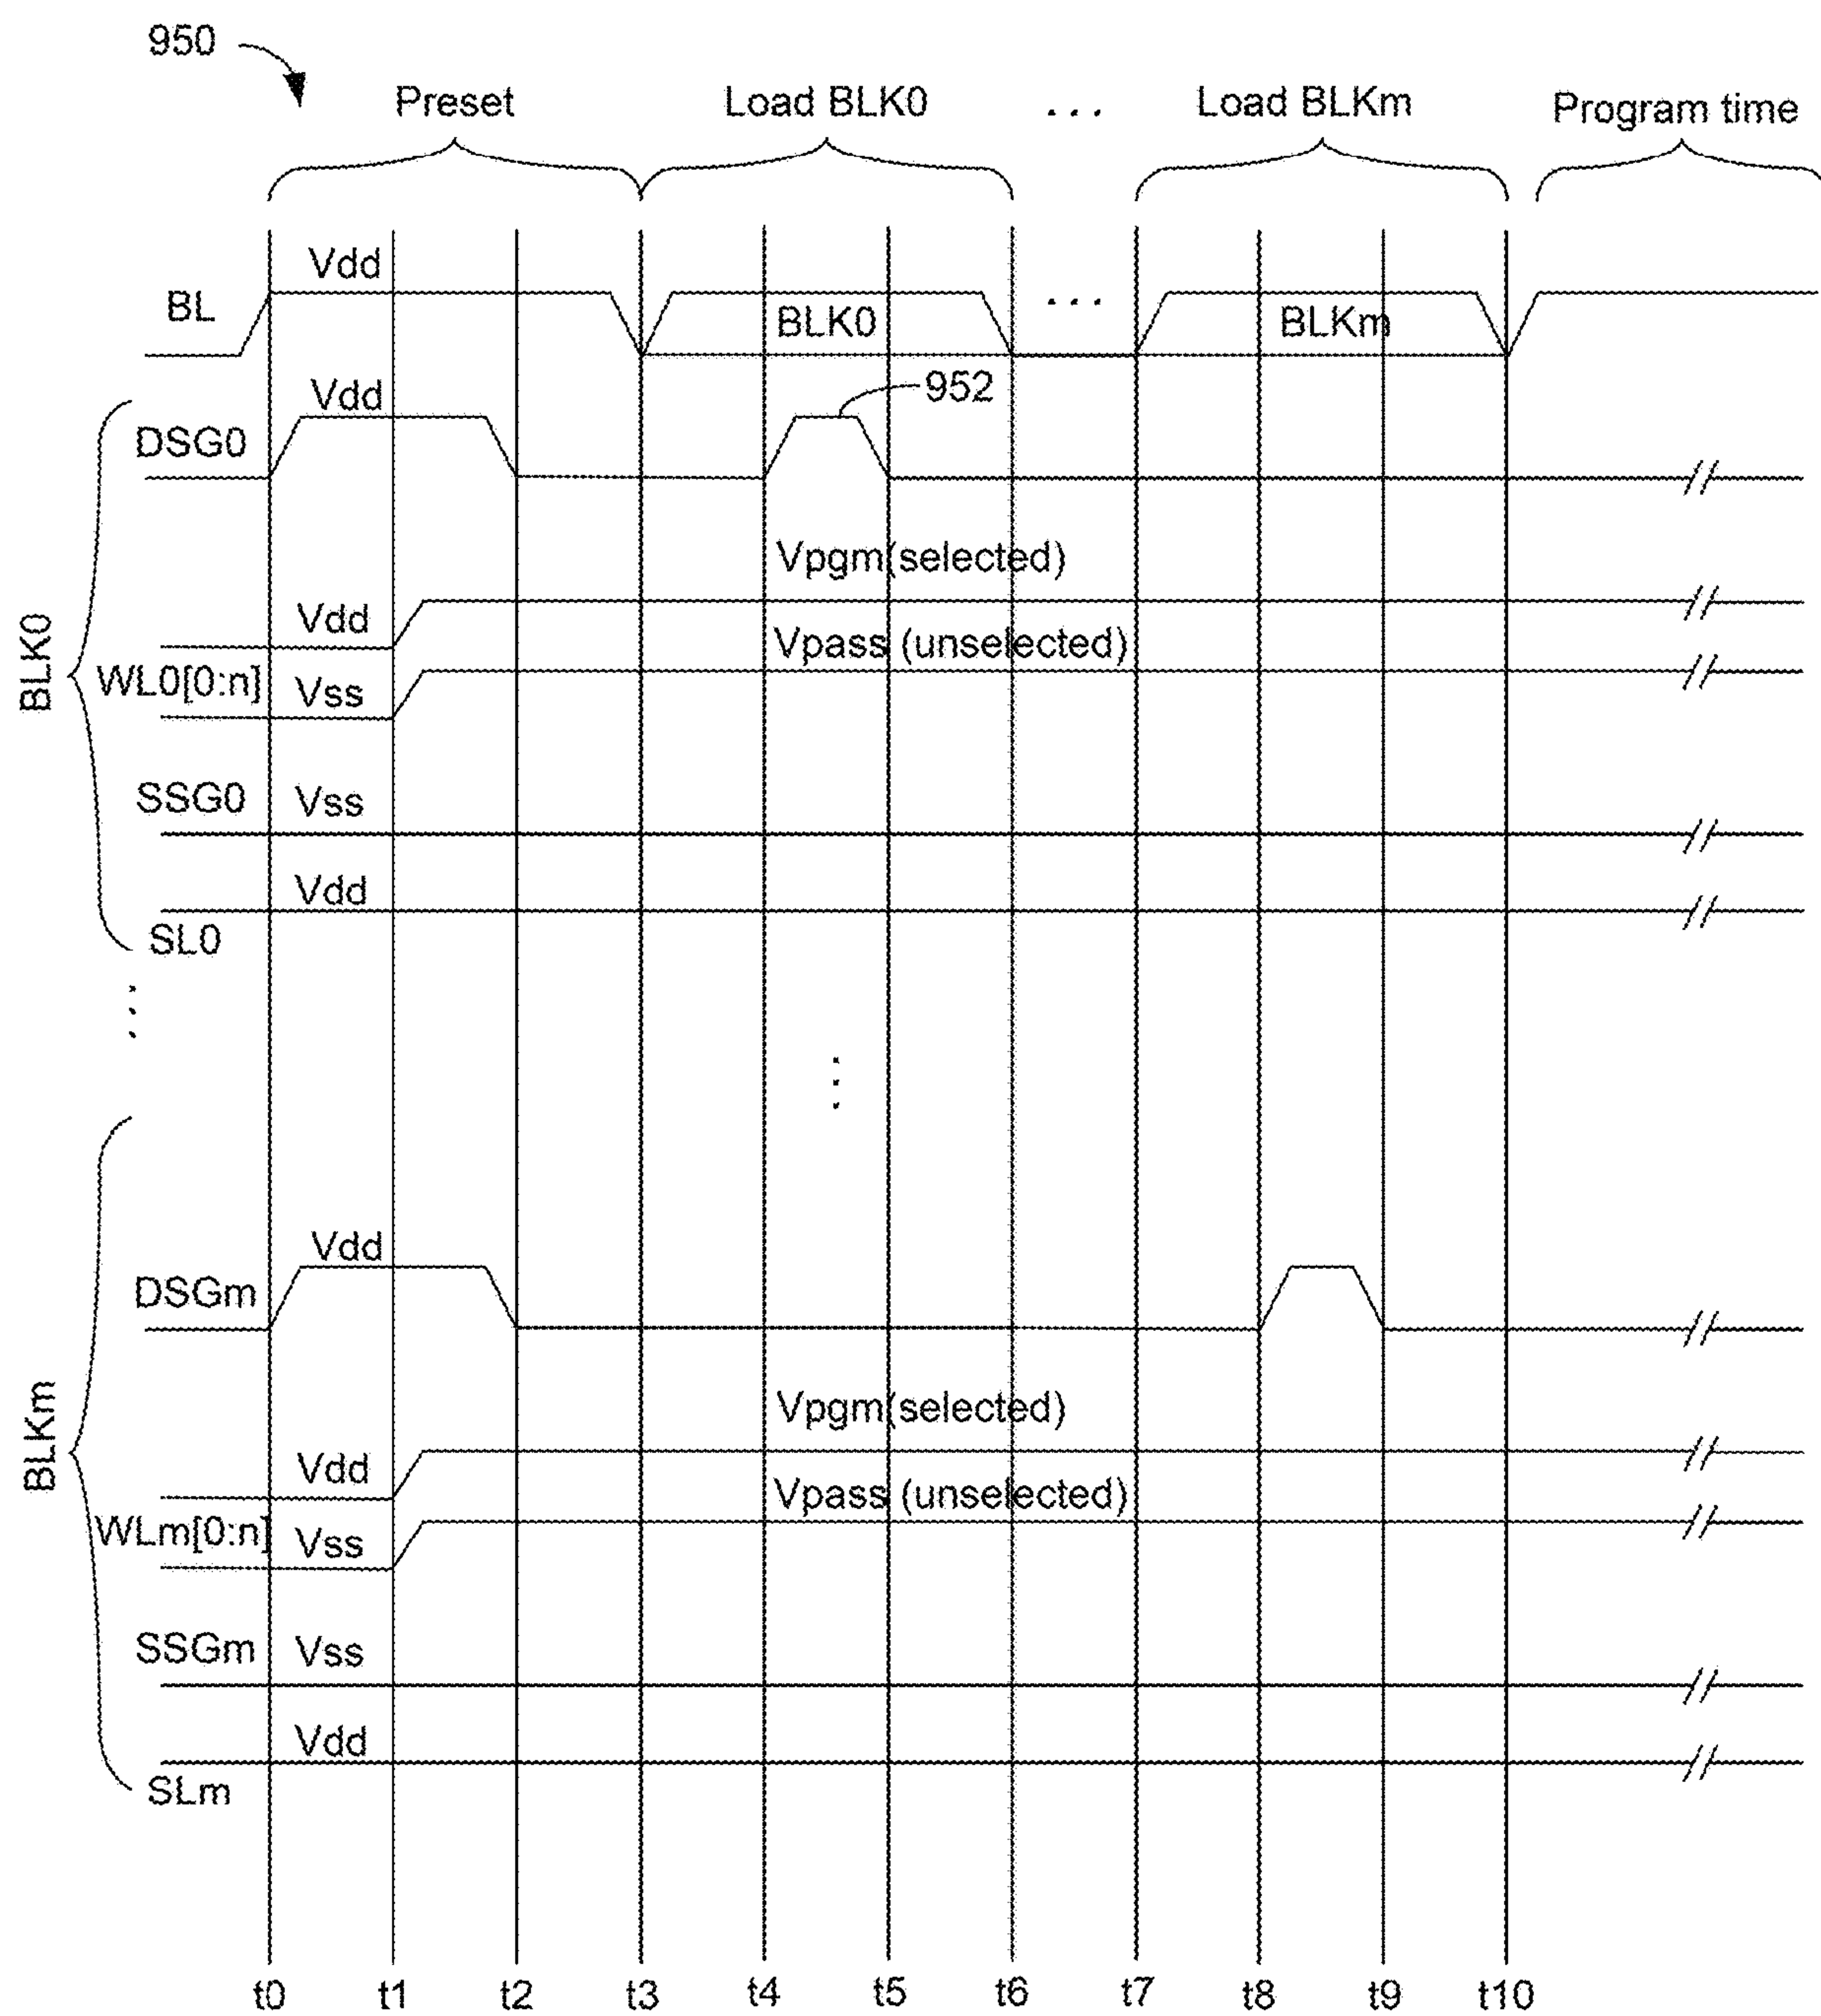 950
Preset
Load BLK0
...
Load BLKm
Program time
Vdd
BL
BLK0
...
BLKm
Vdd
952
DSG0
Vpgm(selected)
Vdd
Vpass (unselected)
WL0[0:n]
Vss
BLK0
SSG0
Vss
Vdd
SL0
...
...
Vdd
DSGm
Vpgm(selected)
Vdd
Vpass (unselected)
WLm[0:n]
Vss
BLKm
SSGm
Vss
Vdd
SLm
t0 t1 t2 t3 t4 t5 t6 t7 t8 t9 t10